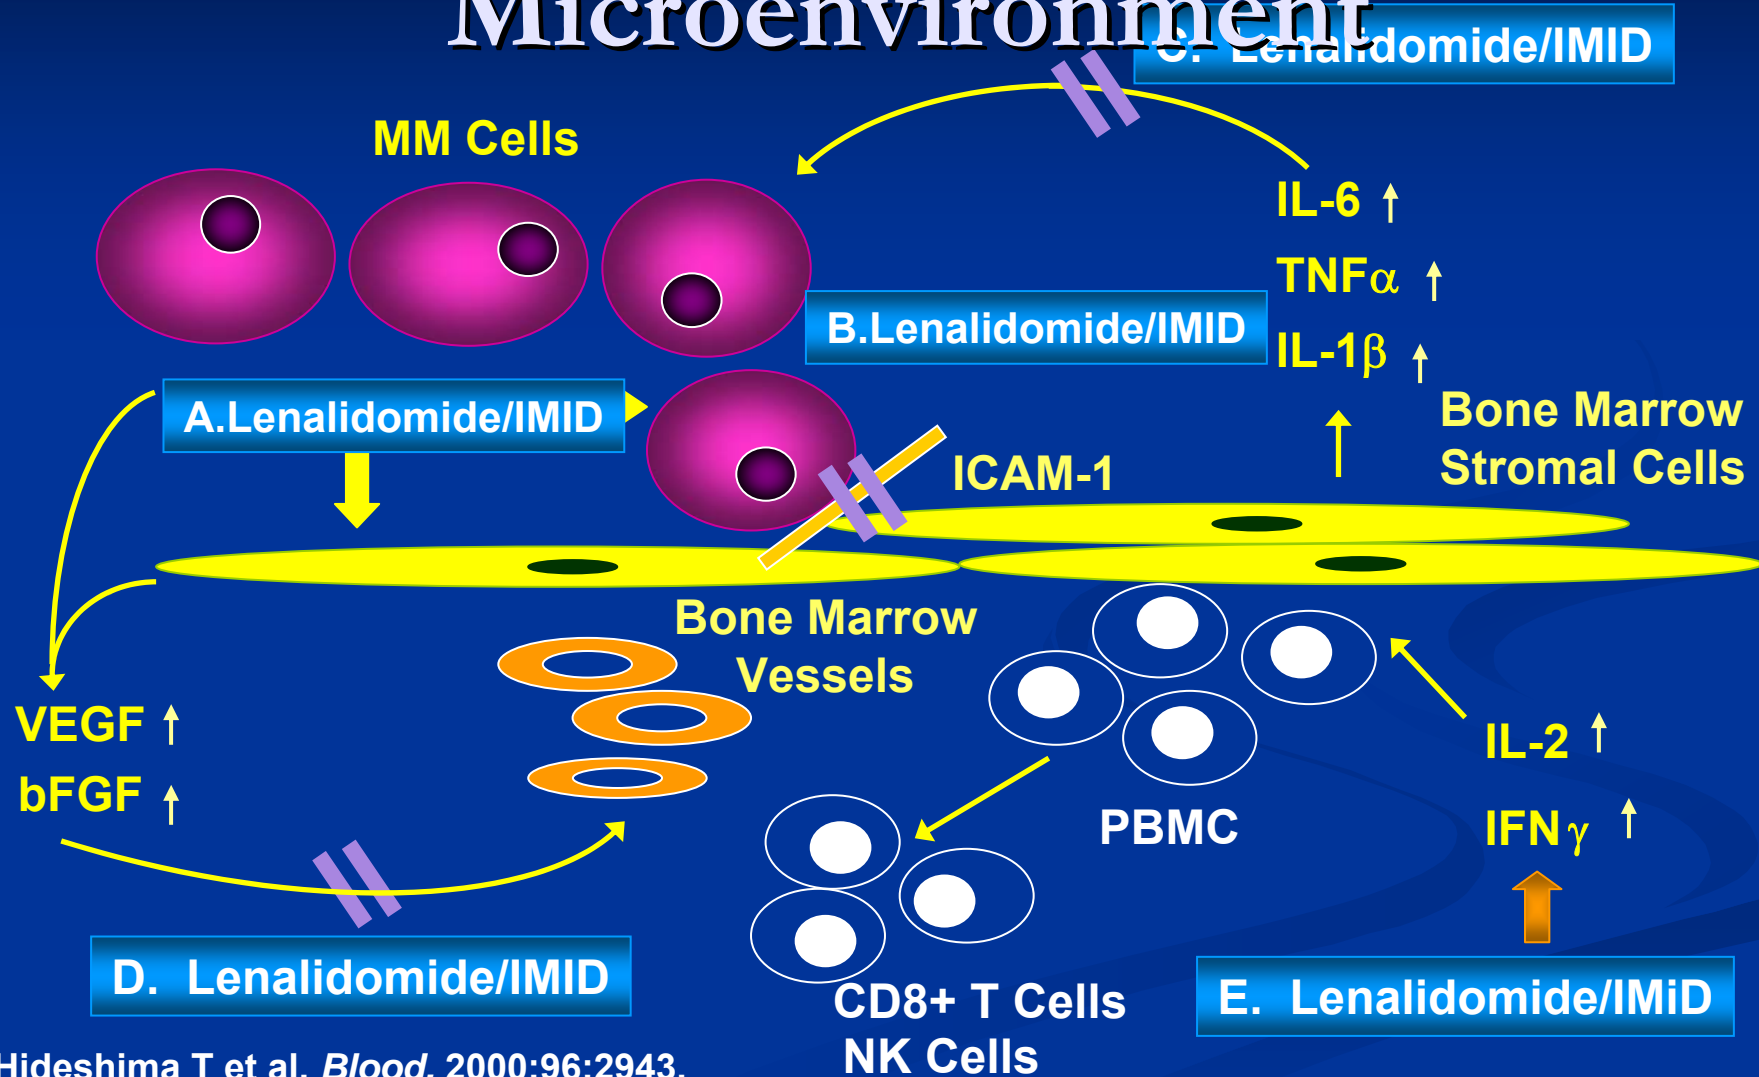 Microenvironment
C. Lenalidomide/IMID
MM Cells
IL-6
TNFα
IL-1β
B.Lenalidomide/IMID
A.Lenalidomide/IMID
Bone Marrow
Stromal Cells
ICAM-1
Bone Marrow
Vessels
VEGF
bFGF
IL-2
IFNγ
PBMC
D. Lenalidomide/IMID
E. Lenalidomide/IMiD
CD8+ T Cells
NK Cells
Hideshima T et al. Blood. 2000;96:2943.